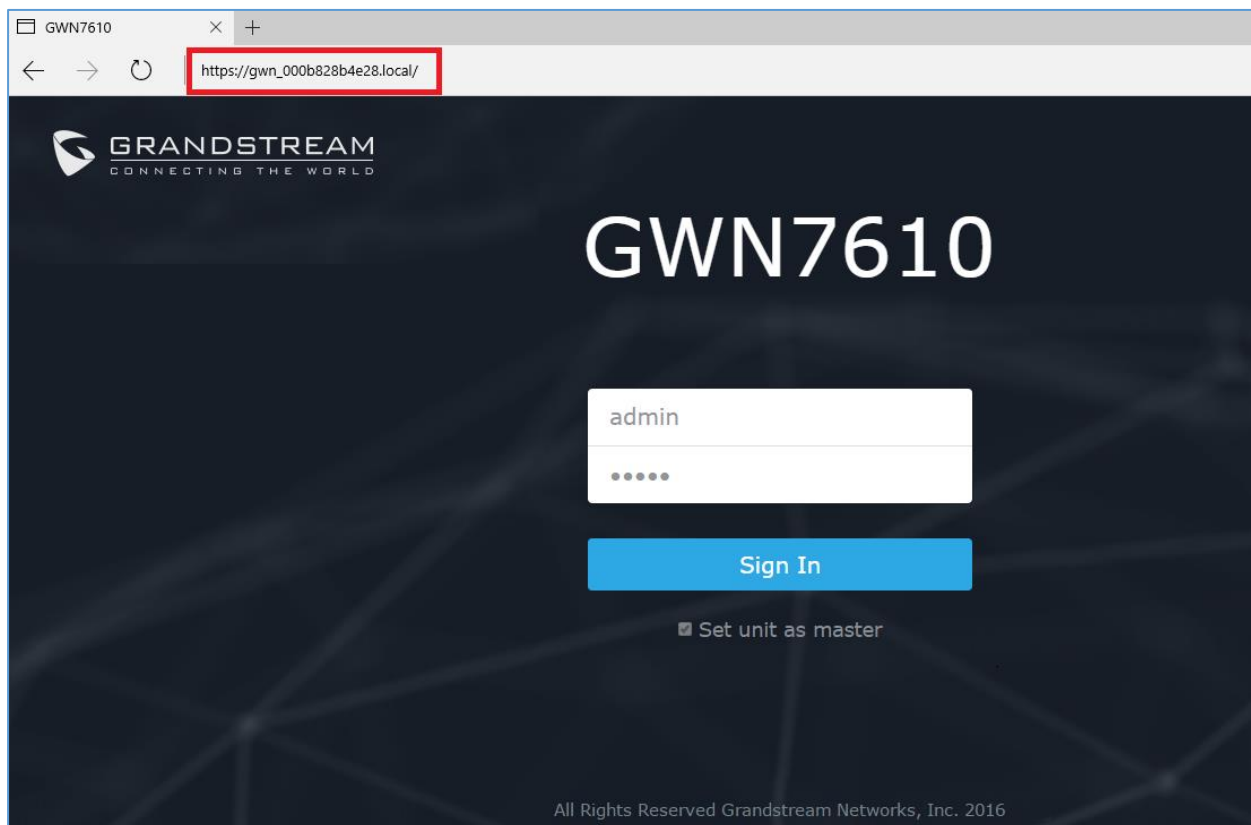 GWN7610
https://gwn_000b828b4e28.local/
GRANDSTREAM
CONNECTING THE WORLD
GWN7610
admin
•••••
Sign In
Set unit as master
All Rights Reserved Grandstream Networks, Inc. 2016